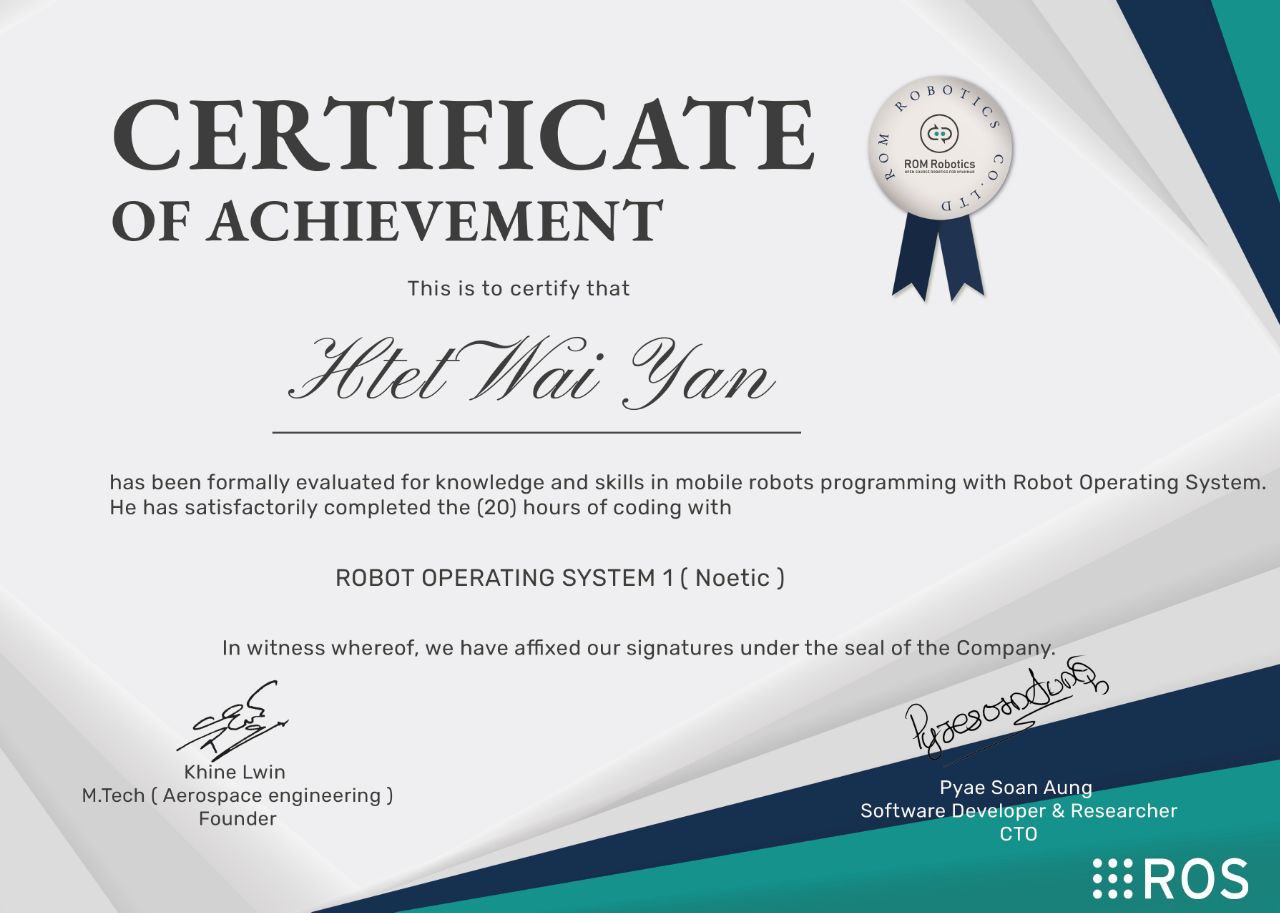 CERTIFICATE
OF ACHIEVEMENT
ROM ROBOTICS CO.LTD
ROM Robotics
OPEN SOURCE ROBOTICS FOR MYANMAR
This is to certify that
Htet Wai Yan
has been formally evaluated for knowledge and skills in mobile robots programming with Robot Operating System.
He has satisfactorily completed the (20) hours of coding with
ROBOT OPERATING SYSTEM 1 ( Noetic )
In witness whereof, we have affixed our signatures under the seal of the Company.
Khine Lwin
M.Tech ( Aerospace engineering )
Founder
Pyae Soan Aung
Pyae Soan Aung
Software Developer & Researcher
CTO
ROS